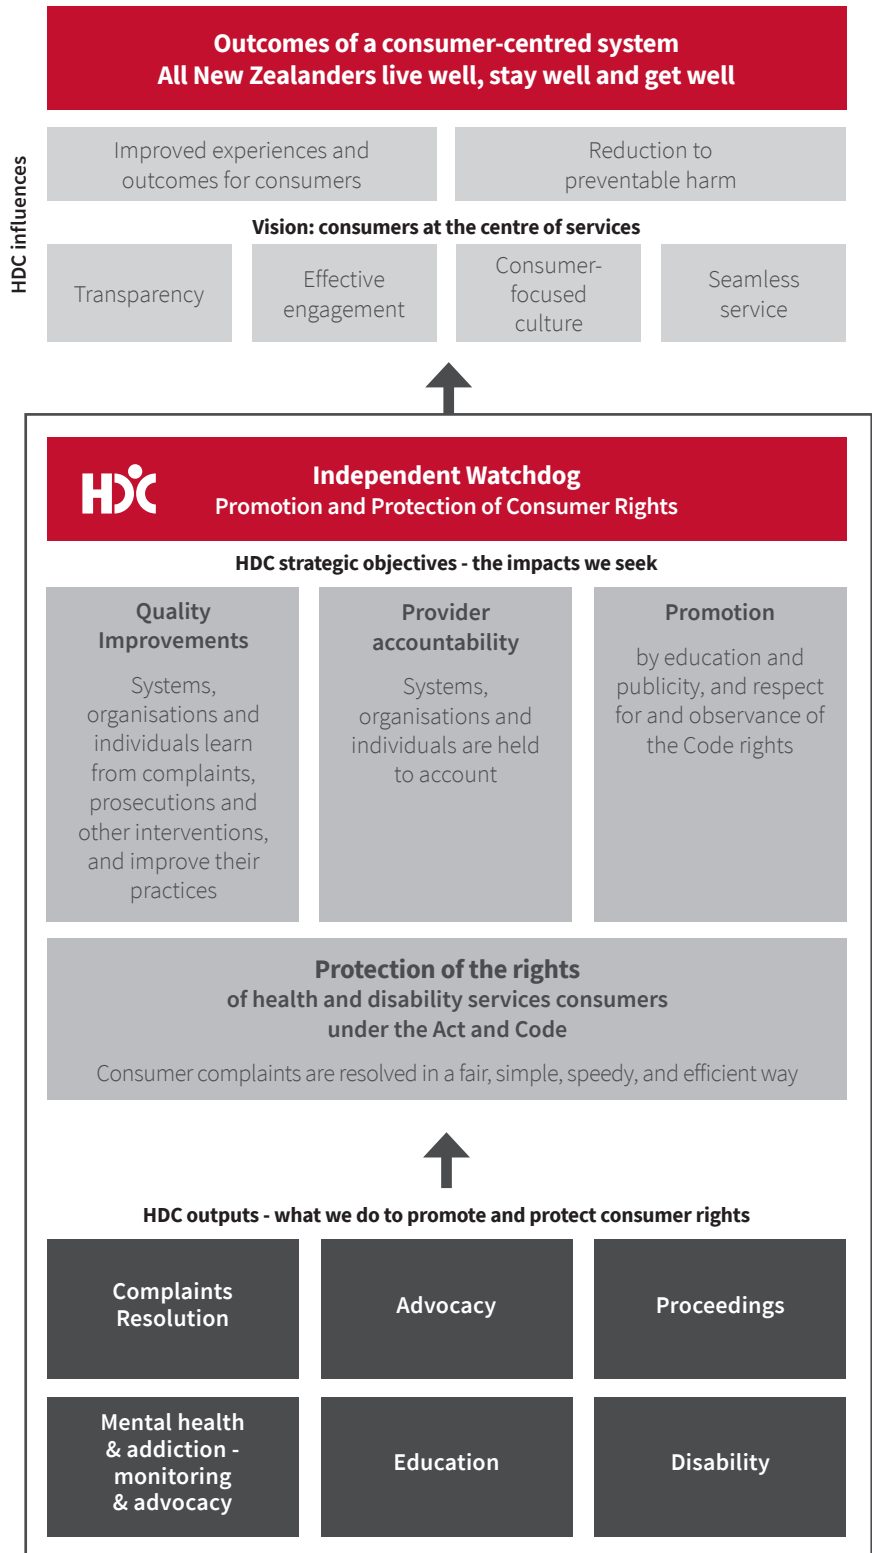 Outcomes of a consumer-centred system
All New Zealanders live well, stay well and get well
HDC influences
Improved experiences and
outcomes for consumers
Reduction to
preventable harm
Vision: consumers at the centre of services
Transparency
Effective
engagement
Consumer-
focused
culture
Seamless
service
HDC
Independent Watchdog
Promotion and Protection of Consumer Rights
HDC strategic objectives - the impacts we seek
Quality
Improvements
Systems,
organisations and
individuals learn
from complaints,
prosecutions and
other interventions,
and improve their
practices
Provider
accountability
Systems,
organisations and
individuals are held
to account
Promotion
by education and
publicity, and respect
for and observance of
the Code rights
Protection of the rights
of health and disability services consumers
under the Act and Code
Consumer complaints are resolved in a fair, simple, speedy, and efficient way
HDC outputs - what we do to promote and protect consumer rights
Complaints
Resolution
Advocacy
Proceedings
Mental health
& addiction -
monitoring
& advocacy
Education
Disability